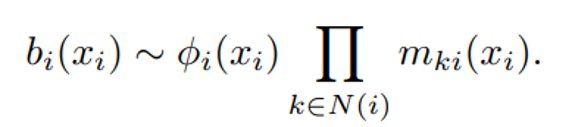 b_i(x_i) ∼ ϕ_i(x_i) ∏_{k∈N(i)} m_{ki}(x_i).